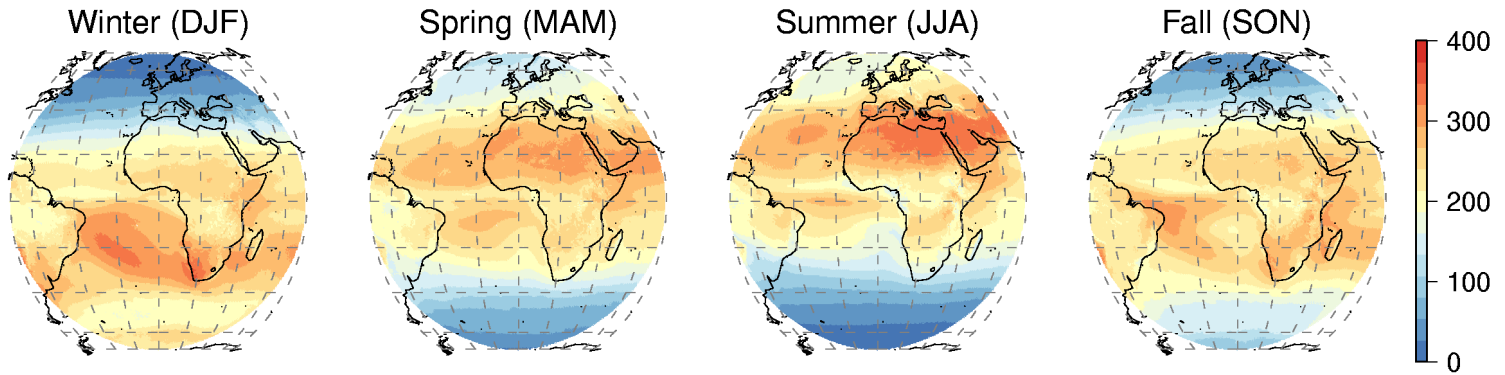 Winter (DJF)
Spring (MAM)
Summer (JJA)
Fall (SON)
400
300
200
100
0